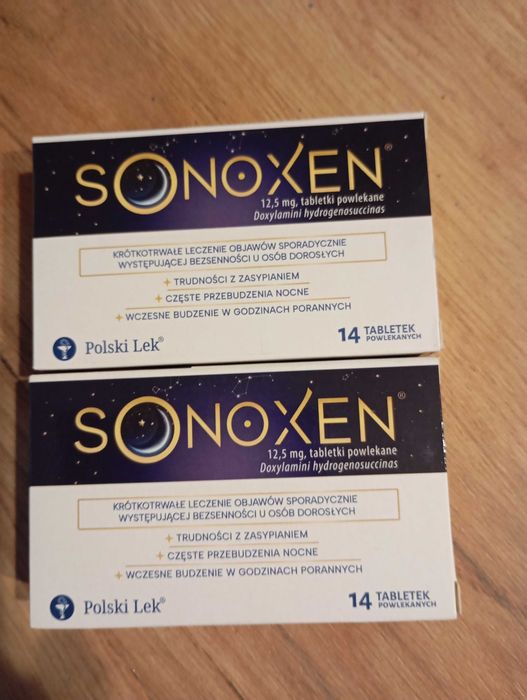 SONOXEN®
12,5 mg, tabletki powlekane
Doxylamini hydrogenosuccinas
KRÓTKOTRWAŁE LECZENIE OBJAWÓW SPORADYCZNIE
WYSTĘPUJĄCEJ BEZSENNOŚCI U OSÓB DOROSŁYCH
+ TRUDNOŚCI Z ZASYPIANIEM
+ CZĘSTE PRZEBUDZENIA NOCNE
+ WCZESNE BUDZENIE W GODZINACH PORANNYCH
Polski Lek®
14 TABLETEK
POWLEKANYCH
SONOXEN®
12,5 mg, tabletki powlekane
Doxylamini hydrogenosuccinas
KRÓTKOTRWAŁE LECZENIE OBJAWÓW SPORADYCZNIE
WYSTĘPUJĄCEJ BEZSENNOŚCI U OSÓB DOROSŁYCH
+ TRUDNOŚCI Z ZASYPIANIEM
+ CZĘSTE PRZEBUDZENIA NOCNE
+ WCZESNE BUDZENIE W GODZINACH PORANNYCH
Polski Lek®
14 TABLETEK
POWLEKANYCH